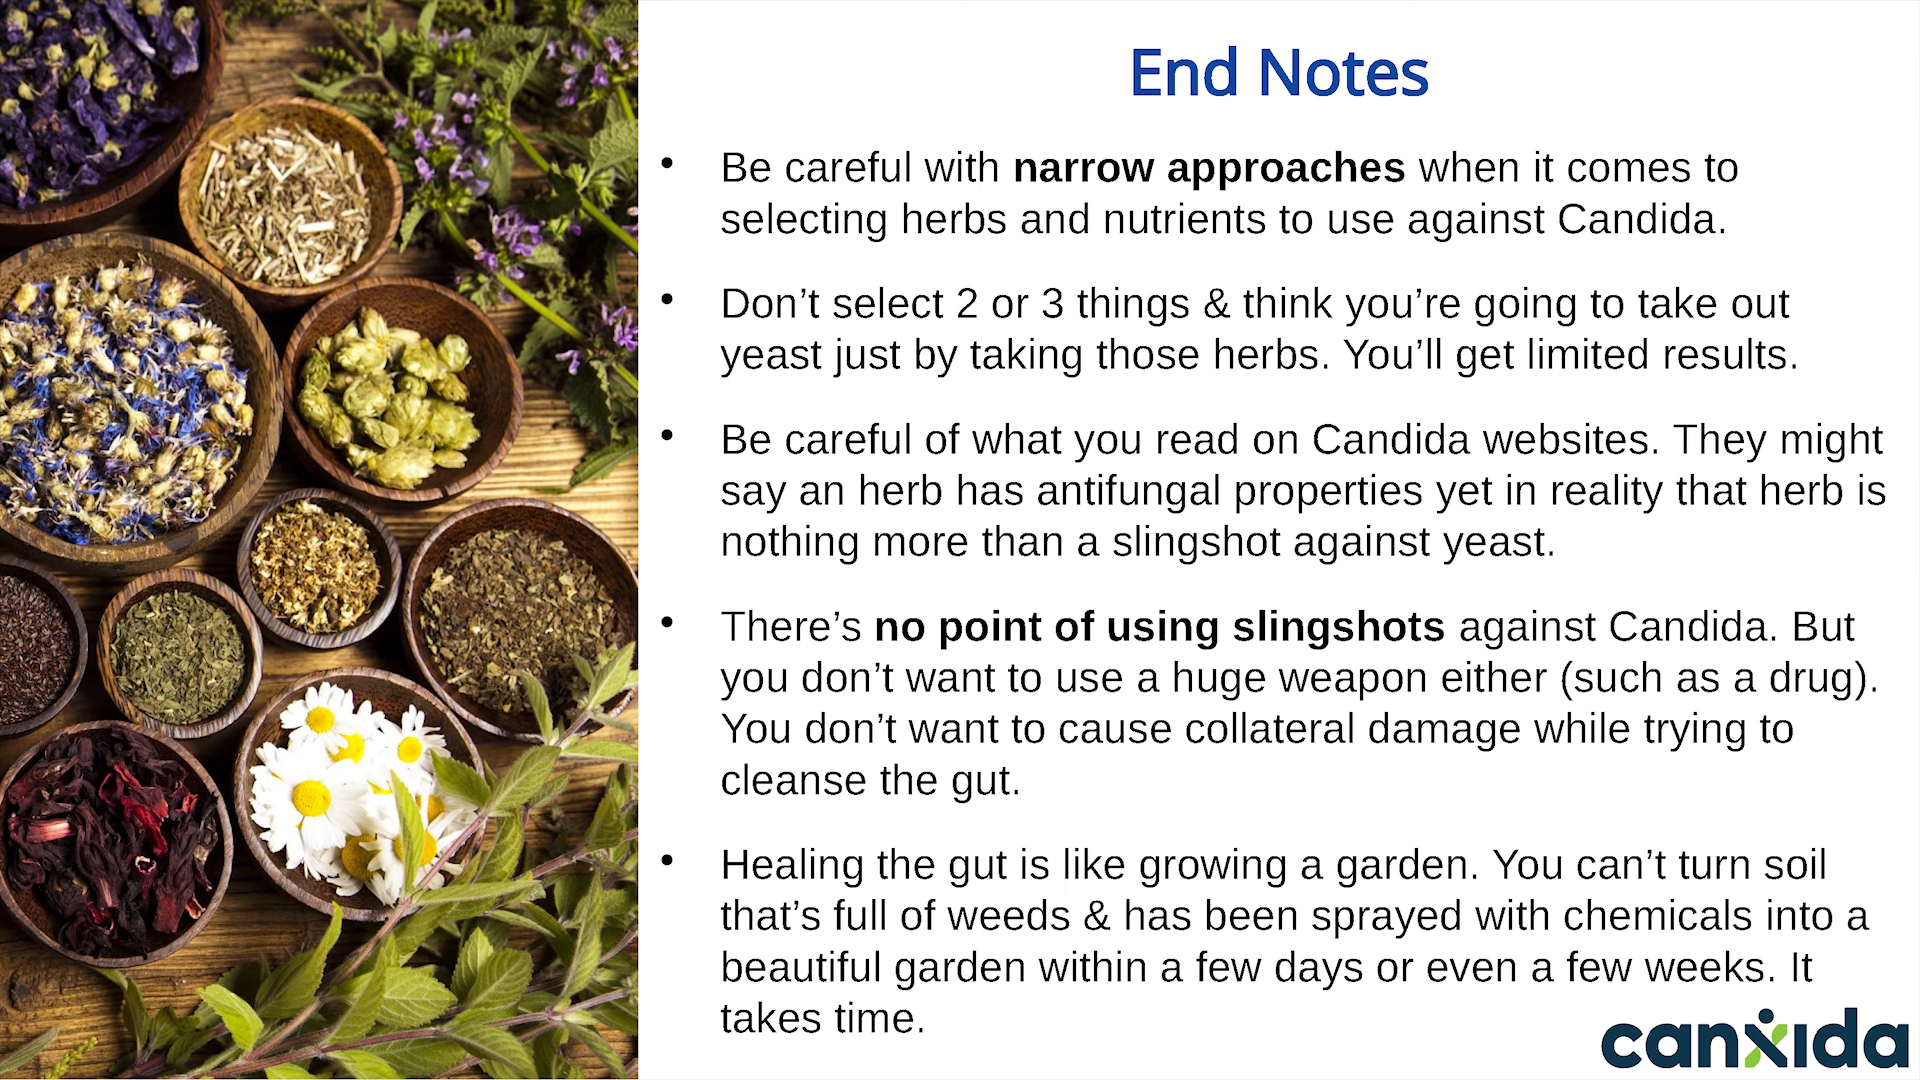 End Notes
• Be careful with narrow approaches when it comes to
selecting herbs and nutrients to use against Candida.
• Don’t select 2 or 3 things & think you’re going to take out
yeast just by taking those herbs. You’ll get limited results.
• Be careful of what you read on Candida websites. They might
say an herb has antifungal properties yet in reality that herb is
nothing more than a slingshot against yeast.
• There’s no point of using slingshots against Candida. But
you don’t want to use a huge weapon either (such as a drug).
You don’t want to cause collateral damage while trying to
cleanse the gut.
• Healing the gut is like growing a garden. You can’t turn soil
that’s full of weeds & has been sprayed with chemicals into a
beautiful garden within a few days or even a few weeks. It
takes time.
canxida